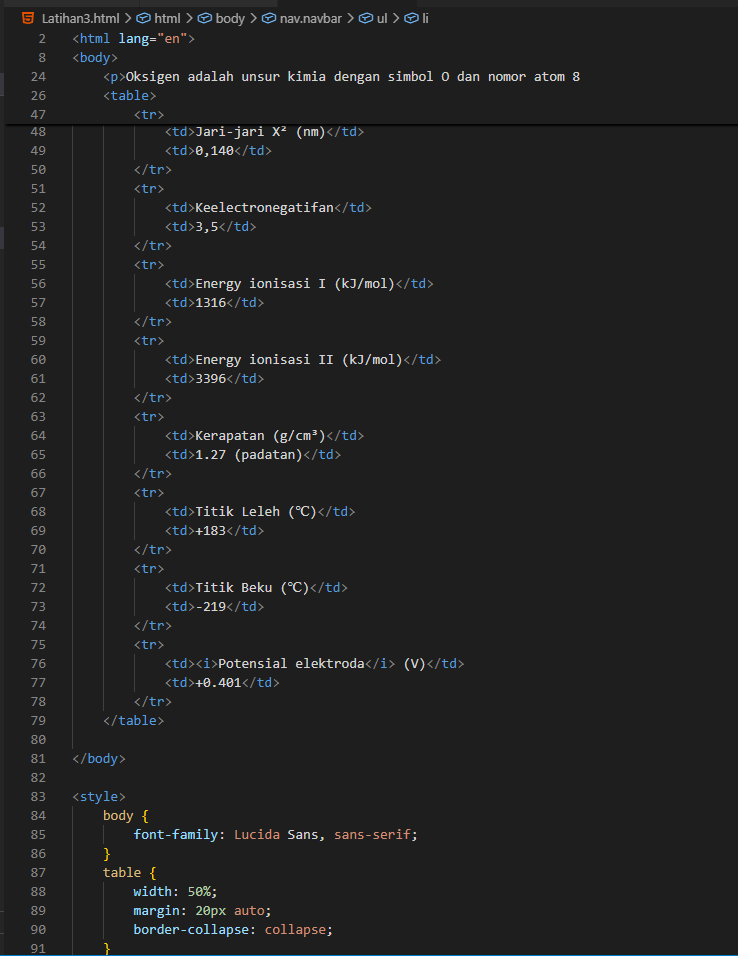 Latihan3.html > html > body > nav.navbar > ul > li
2 <html lang="en">
8 <body>
24 <p>Oksigen adalah unsur kimia dengan simbol O dan nomor atom 8
26 <table>
47 <tr>
48 <td>Jari-jari X² (nm)</td>
49 <td>0,140</td>
50 </tr>
51 <tr>
52 <td>Keelectronegatifan</td>
53 <td>3,5</td>
54 </tr>
55 <tr>
56 <td>Energy ionisasi I (kJ/mol)</td>
57 <td>1316</td>
58 </tr>
59 <tr>
60 <td>Energy ionisasi II (kJ/mol)</td>
61 <td>3396</td>
62 </tr>
63 <tr>
64 <td>Kerapatan (g/cm³)</td>
65 <td>1.27 (padatan)</td>
66 </tr>
67 <tr>
68 <td>Titik Leleh (℃)</td>
69 <td>+183</td>
70 </tr>
71 <tr>
72 <td>Titik Beku (℃)</td>
73 <td>-219</td>
74 </tr>
75 <tr>
76 <td><i>Potensial elektroda</i> (V)</td>
77 <td>+0.401</td>
78 </tr>
79 </table>
80
81 </body>
82
83 <style>
84 body {
85 font-family: Lucida Sans, sans-serif;
86 }
87 table {
88 width: 50%;
89 margin: 20px auto;
90 border-collapse: collapse;
91 }